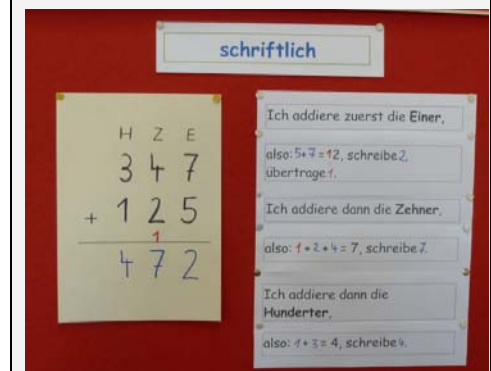 schriftlich
H Z E
3 4 7
+ 1 2 5
1
4 7 2
Ich addiere zuerst die Einer,
also: 5+7=12, schreibe 2,
übertrage 1.
Ich addiere dann die Zehner,
also: 1+2+4=7, schreibe 7.
Ich addiere dann die
Hunderter,
also: 1+3=4, schreibe 4.